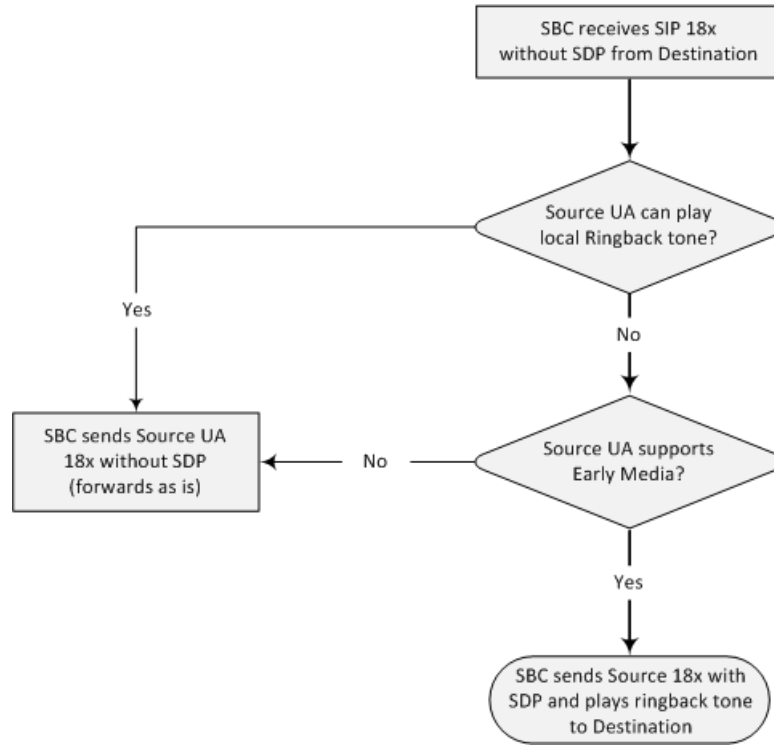 SBC receives SIP 18x
without SDP from Destination
Source UA can play
local Ringback tone?
Yes
No
SBC sends Source UA
18x without SDP
(forwards as is)
No
Source UA supports
Early Media?
Yes
SBC sends Source 18x with
SDP and plays ringback tone
to Destination